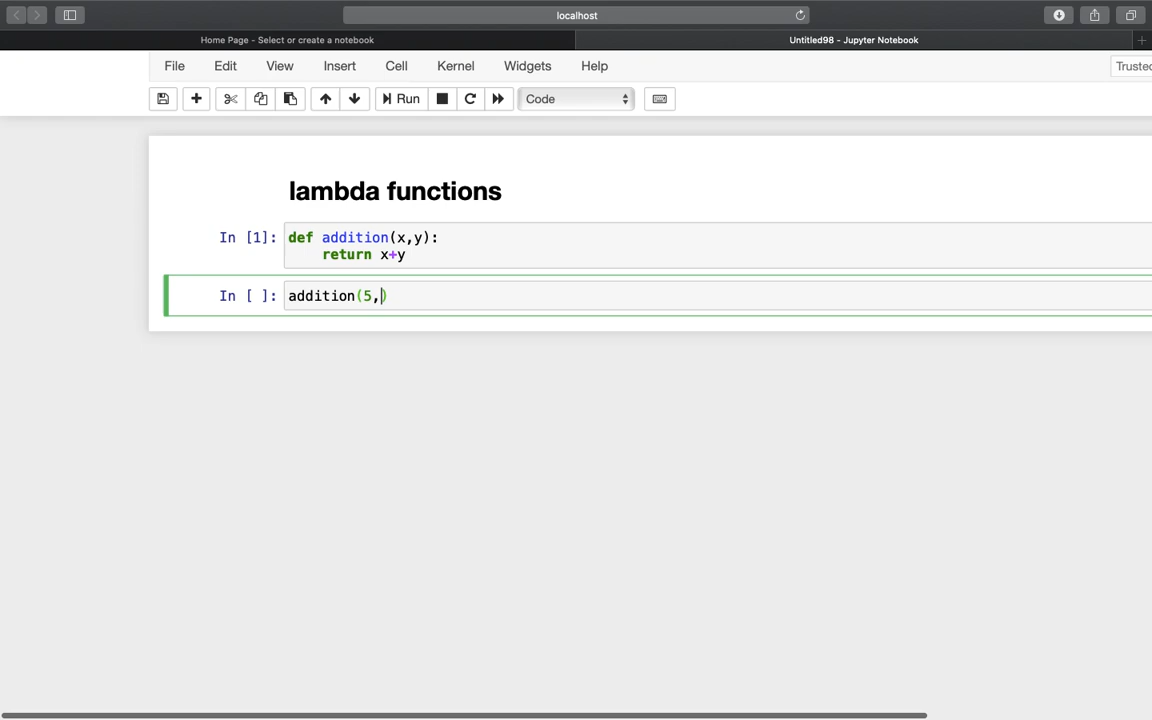 localhost
Home Page - Select or create a notebook
Untitled98 - Jupyter Notebook
File Edit View Insert Cell Kernel Widgets Help
Trusted
Run
Code
lambda functions
In [1]: def addition(x,y):
return x+y
In [ ]: addition(5,)